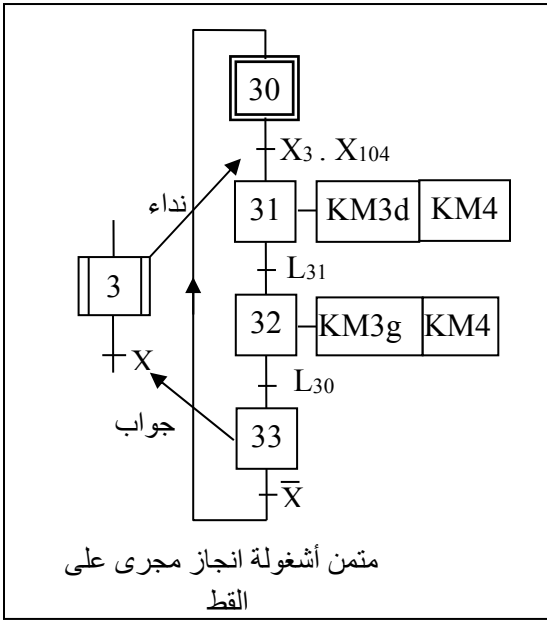 30
X3 . X104
نداء
31
KM3d
KM4
L31
3
32
KM3g
KM4
X
L30
جواب
33
X̅
متمن أشغولة انجاز مجرى على
القط